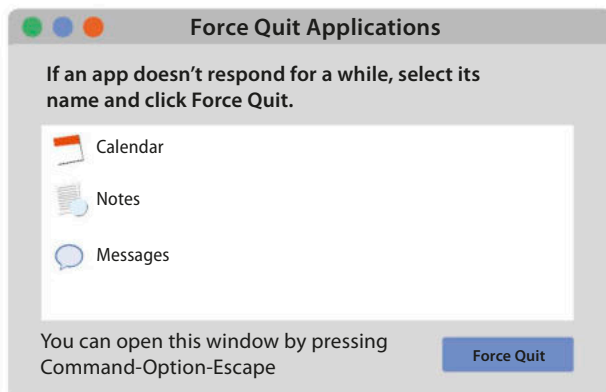 Force Quit Applications
If an app doesn’t respond for a while, select its
name and click Force Quit.
Calendar
Notes
Messages
You can open this window by pressing
Command-Option-Escape
Force Quit